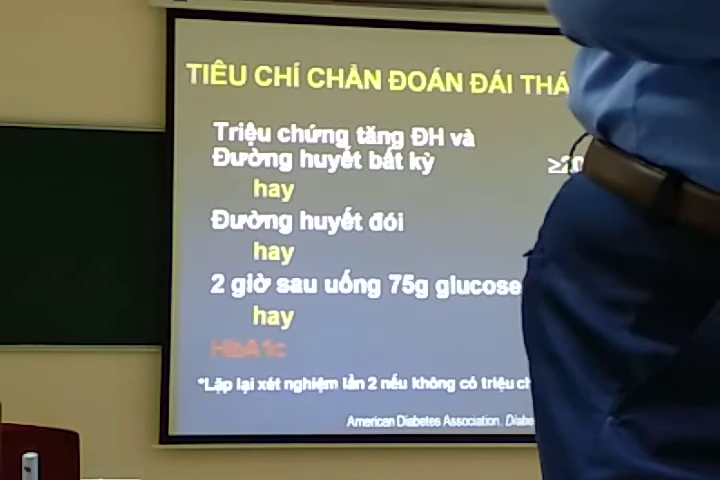 TIÊU CHÍ CHẨN ĐOÁN ĐÁI THÁ
Triệu chứng tăng ĐH và
Đường huyết bất kỳ ≥20
hay
Đường huyết đói
hay
2 giờ sau uống 75g glucose
hay
HbA1c
*Lặp lại xét nghiệm lần 2 nếu không có triệu ch
American Diabetes Association. Diabe